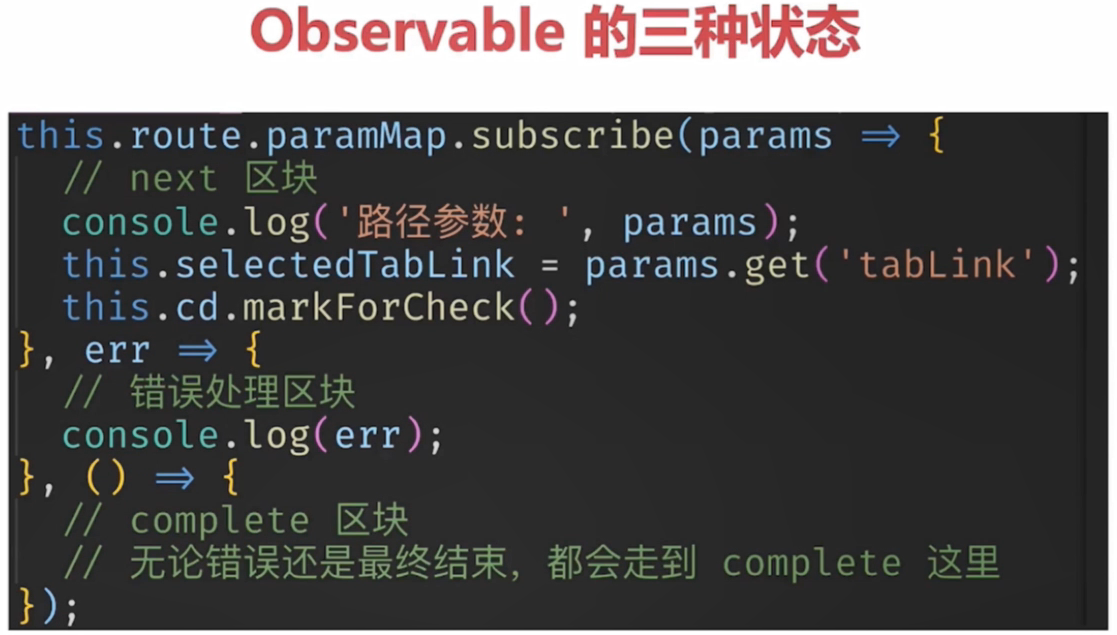 Observable 的三种状态
this.route.paramMap.subscribe(params => {
  // next 区块
  console.log('路径参数: ', params);
  this.selectedTabLink = params.get('tabLink');
  this.cd.markForCheck();
}, err => {
  // 错误处理区块
  console.log(err);
}, () => {
  // complete 区块
  // 无论错误还是最终结束，都会走到 complete 这里
});